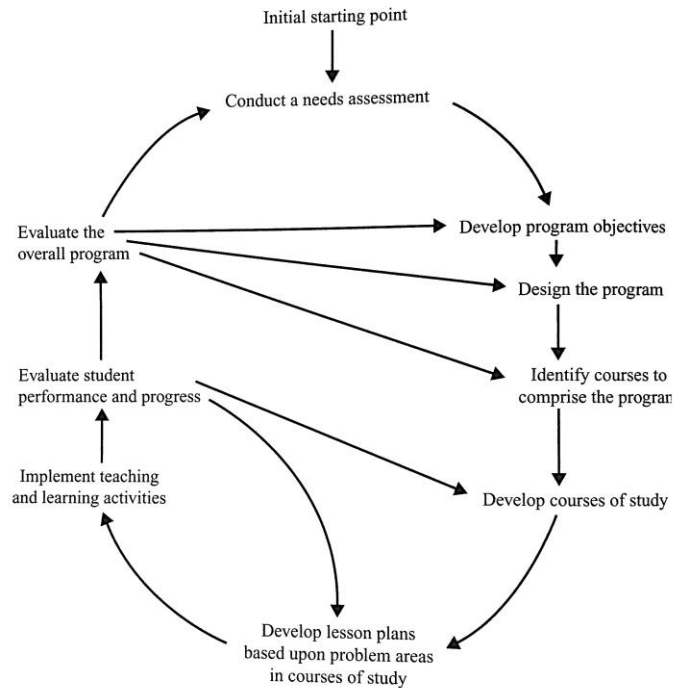 Initial starting point
Conduct a needs assessment
Evaluate the
overall program
Develop program objectives
Design the program
Evaluate student
performance and progress
Identify courses to
comprise the program
Implement teaching
and learning activities
Develop courses of study
Develop lesson plans
based upon problem areas
in courses of study